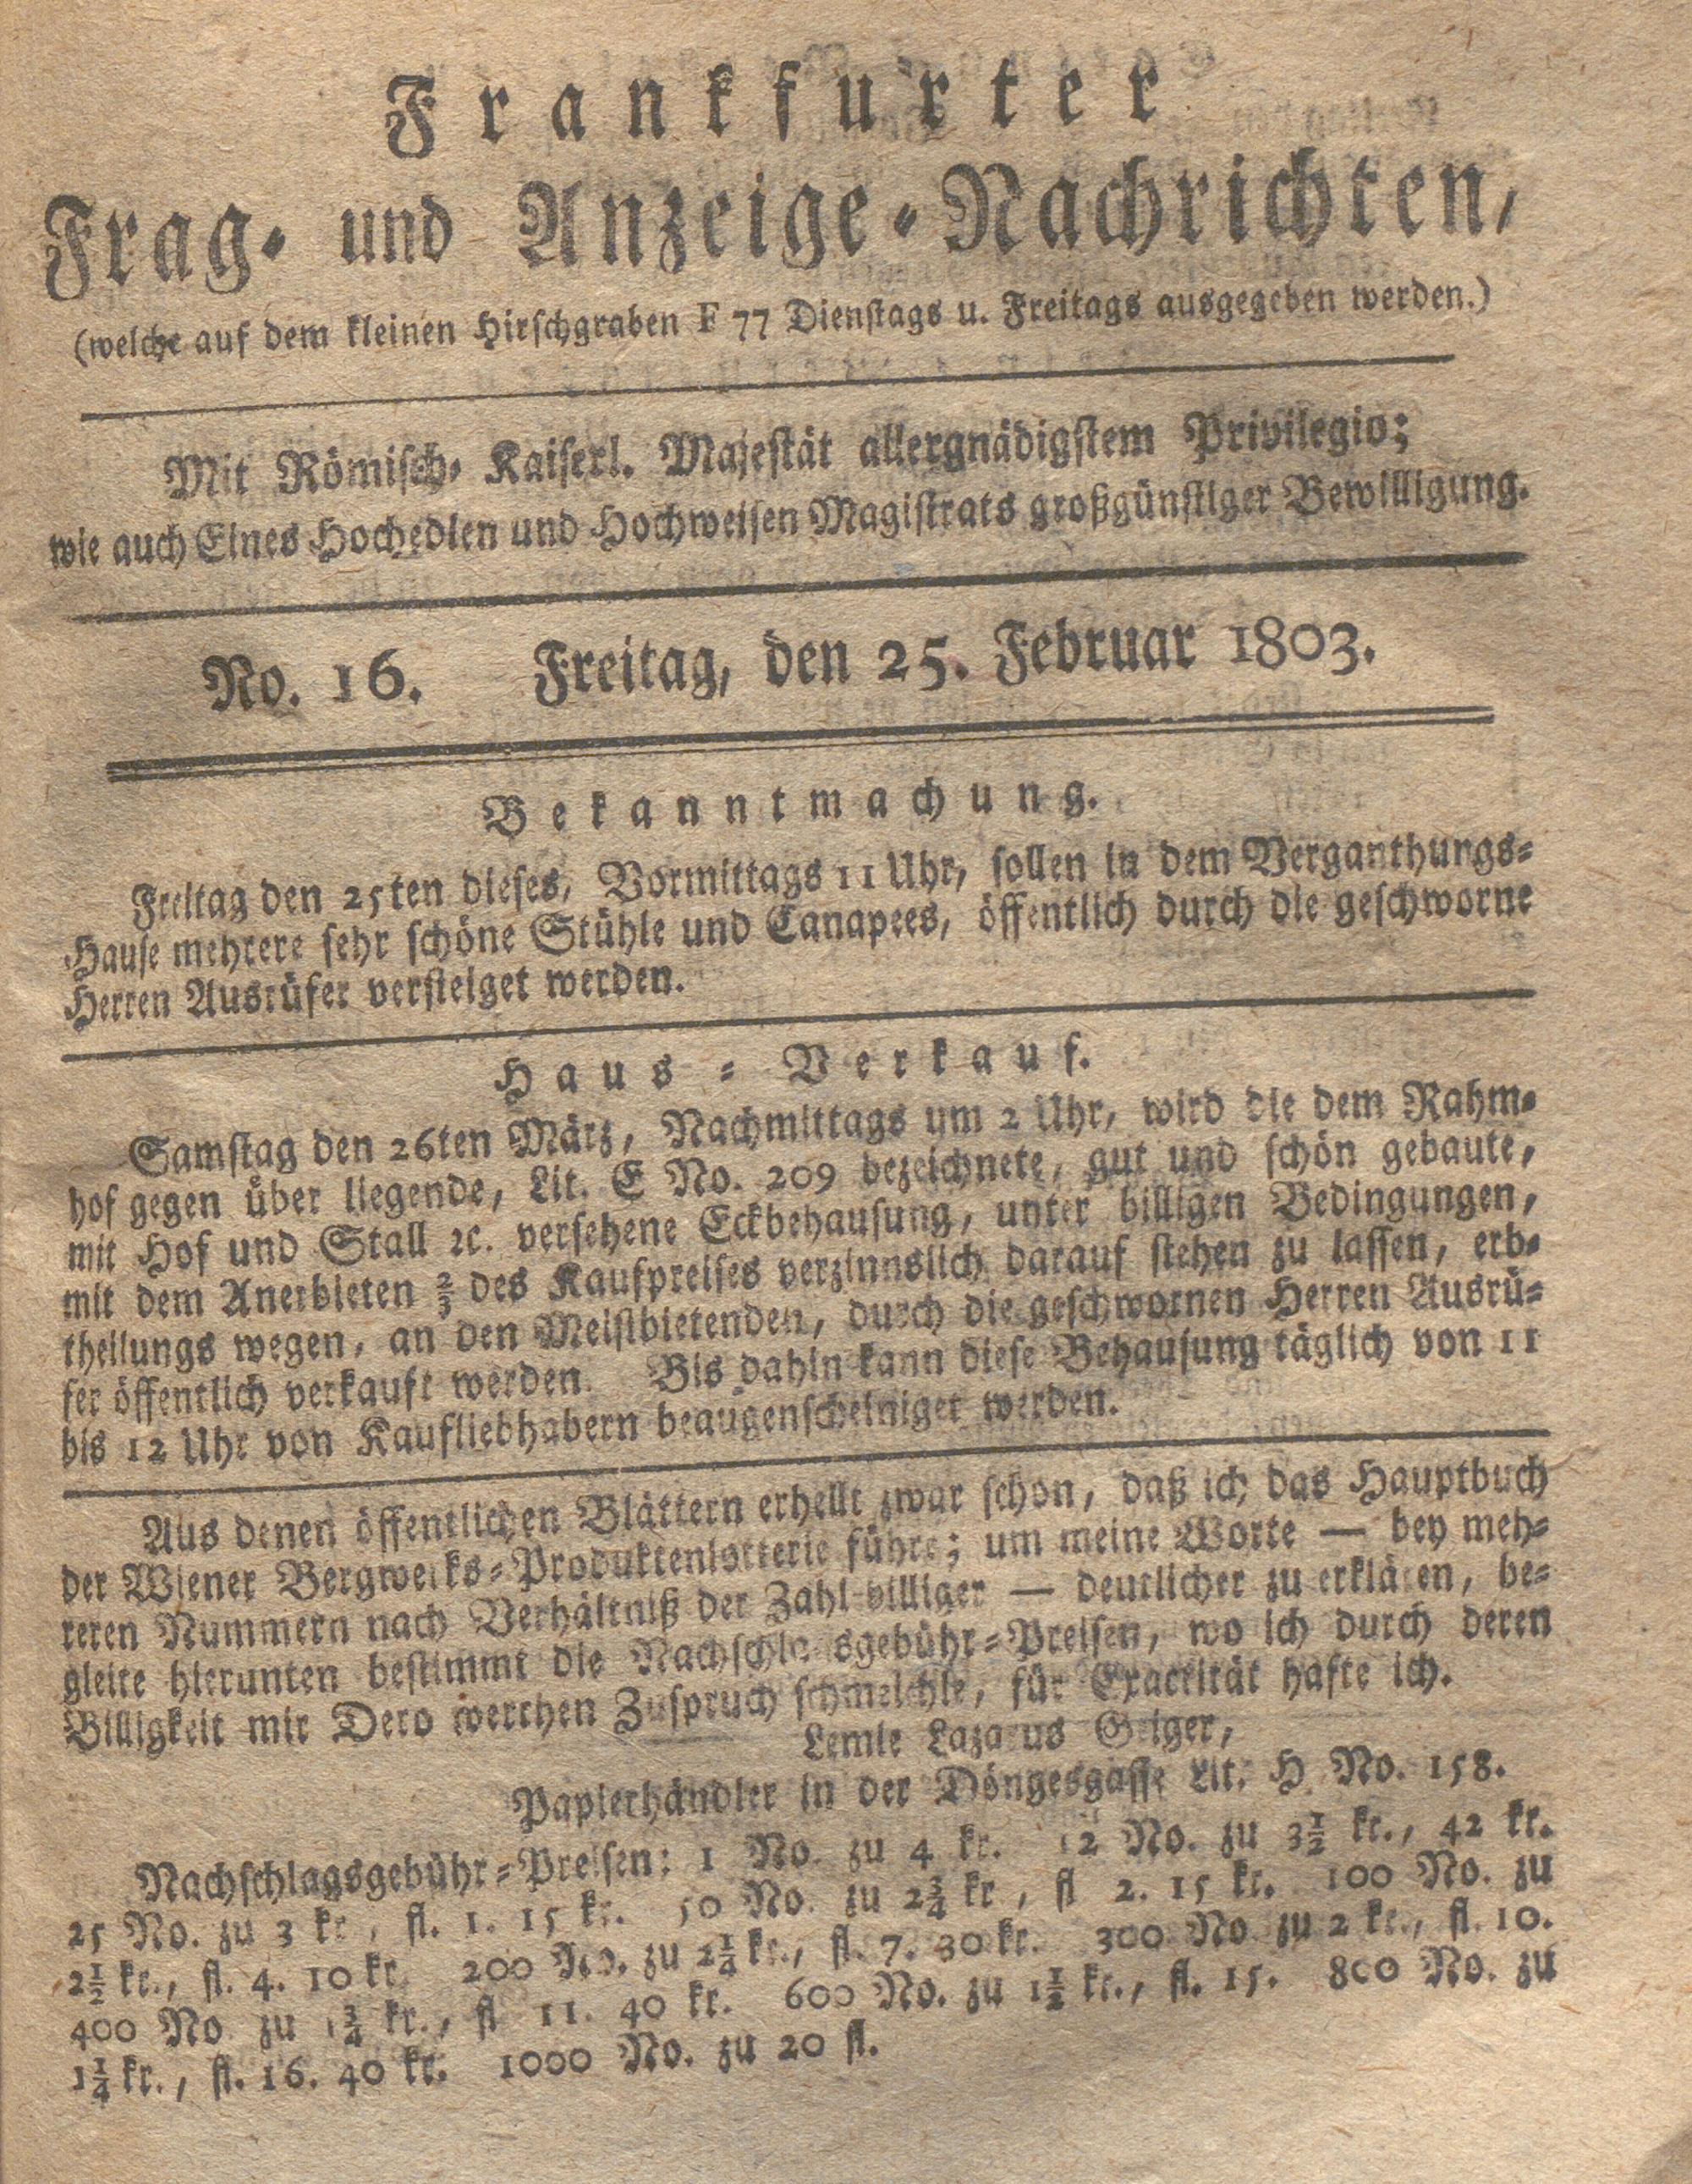 Frankfurter
Frag- und Anzeige-Nachrichten,
(welche auf dem kleinen Hirschgraben F 77 Dienstags u. Freitags ausgegeben werden.)
Mit Römisch- Kaiserl. Majestät allergnädigstem Privilegio;
wie auch Eines Hochedlen und Hochweisen Magistrats großgünstiger Bewilligung.
No. 16. Freitag, den 25. Februar 1803.
Bekanntmachung.
Freitag den 25ten dieses, Vormittags 11 Uhr, sollen in dem Verganthungs-
Hause mehrere sehr schöne Stühle und Canapees, öffentlich durch die geschworne
Herren Ausrüfer versteiget werden.
Haus-Verkauf.
Samstag den 26ten März, Nachmittags um 2 Uhr, wird die dem Rahm-
hof gegen über liegende, Lit. E No. 209 bezeichnete, gut und schön gebaute,
mit Hof und Stall ꝛc. versehene Eckbehausung, unter billigen Bedingungen,
mit dem Anerbieten ⅔ des Kaufpreises verzinnslich darauf stehen zu lassen, erb-
theilungs wegen, an den Meistbietenden, durch die geschwornen Herren Ausrü-
fer öffentlich verkauft werden. Bis dahin kann diese Behausung täglich von 11
bis 12 Uhr von Kaufliebhabern beaugenscheiniget werden.
Aus denen öffentlichen Blättern erhellt zwar schon, daß ich das Hauptbuch
der Wiener Bergwerks-Produktenlotterie führe; um meine Worte — bey meh-
reren Nummern nach Verhältniß der Zahl billiger — deutlicher zu erklären, be-
gleite hierunten bestimmt die Nachschlagsgebühr-Preisen, wo ich durch deren
Billigkeit mir Dero werthen Zuspruch schmeichle, für Exactität hafte ich.
Lemle Lazarus Geiger,
Papierhändler in der Döngesgasse Lit. H No. 158.
Nachschlagsgebühr-Preisen: 1 No. zu 4 kr. 12 No. zu 3½ kr., 42 kr.
25 No. zu 3 kr., fl. 1. 15 kr. 50 No. zu 2¾ kr, fl 2. 15 kr. 100 No. zu
2½ kr., fl. 4. 10 kr. 200 No. zu 2¼ kr., fl. 7. 30 kr. 300 No. zu 2 kr., fl. 10.
400 No zu 1¾ kr., fl 11. 40 kr. 600 No. zu 1½ kr., fl. 15. 800 No. zu
1¼ kr., fl. 16. 40 kr. 1000 No. zu 20 fl.